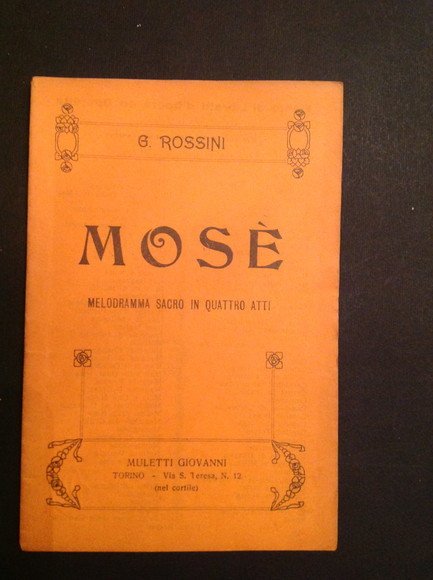 G. ROSSINI
MOSÈ
MELODRAMMA SACRO IN QUATTRO ATTI
MULETTI GIOVANNI
TORINO - Via S. Teresa, N. 12
(nel cortile)